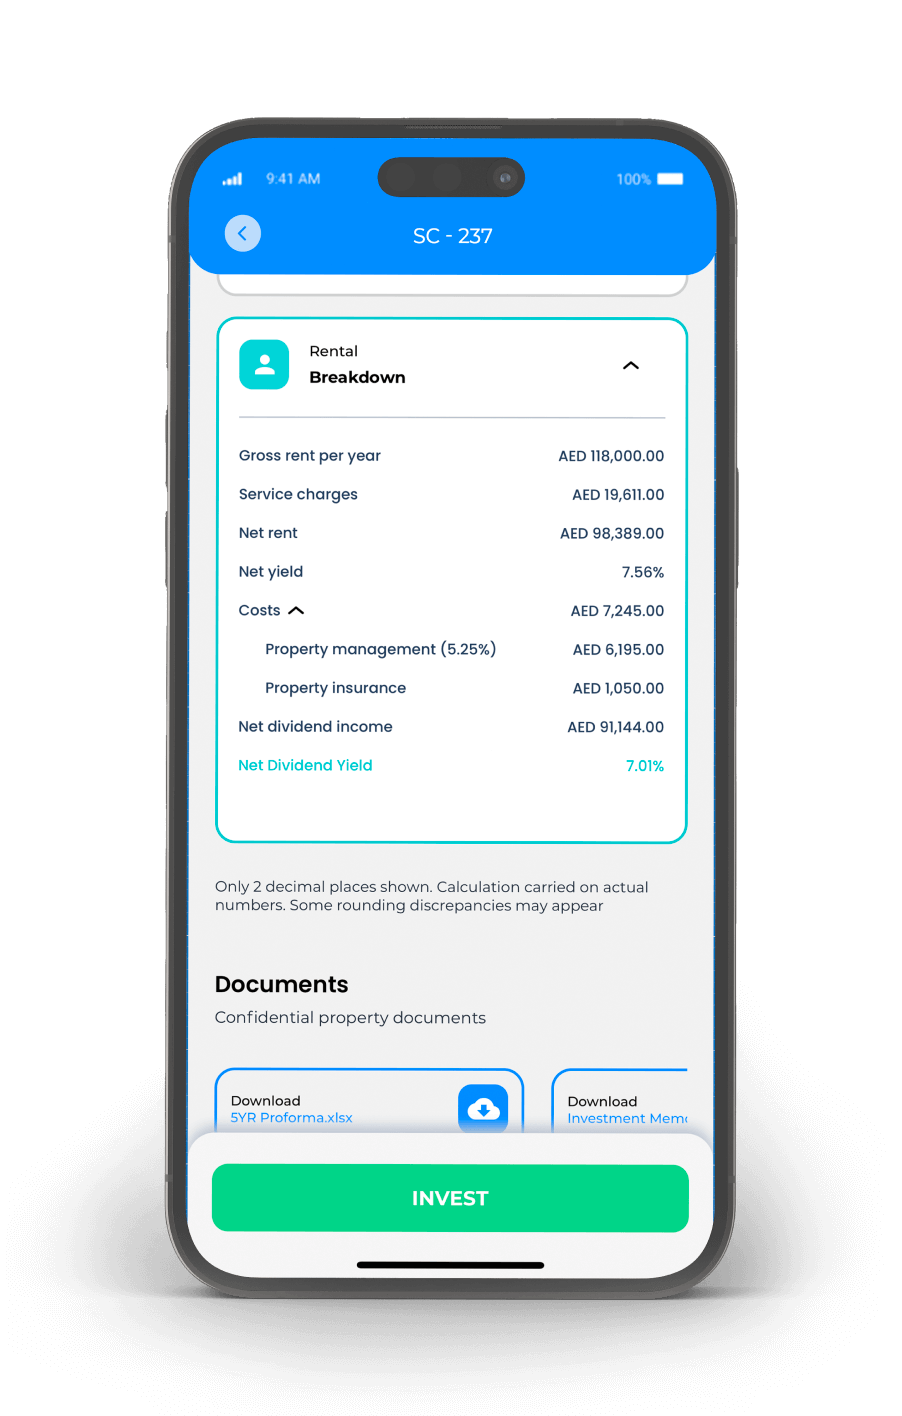 9:41 AM
100%
SC - 237
Rental
Breakdown
Gross rent per year AED 118,000.00
Service charges AED 19,611.00
Net rent AED 98,389.00
Net yield 7.56%
Costs AED 7,245.00
Property management (5.25%) AED 6,195.00
Property insurance AED 1,050.00
Net dividend income AED 91,144.00
Net Dividend Yield 7.01%
Only 2 decimal places shown. Calculation carried on actual
numbers. Some rounding discrepancies may appear
Documents
Confidential property documents
Download
5YR Proforma.xlsx
Download
Investment Mem
INVEST